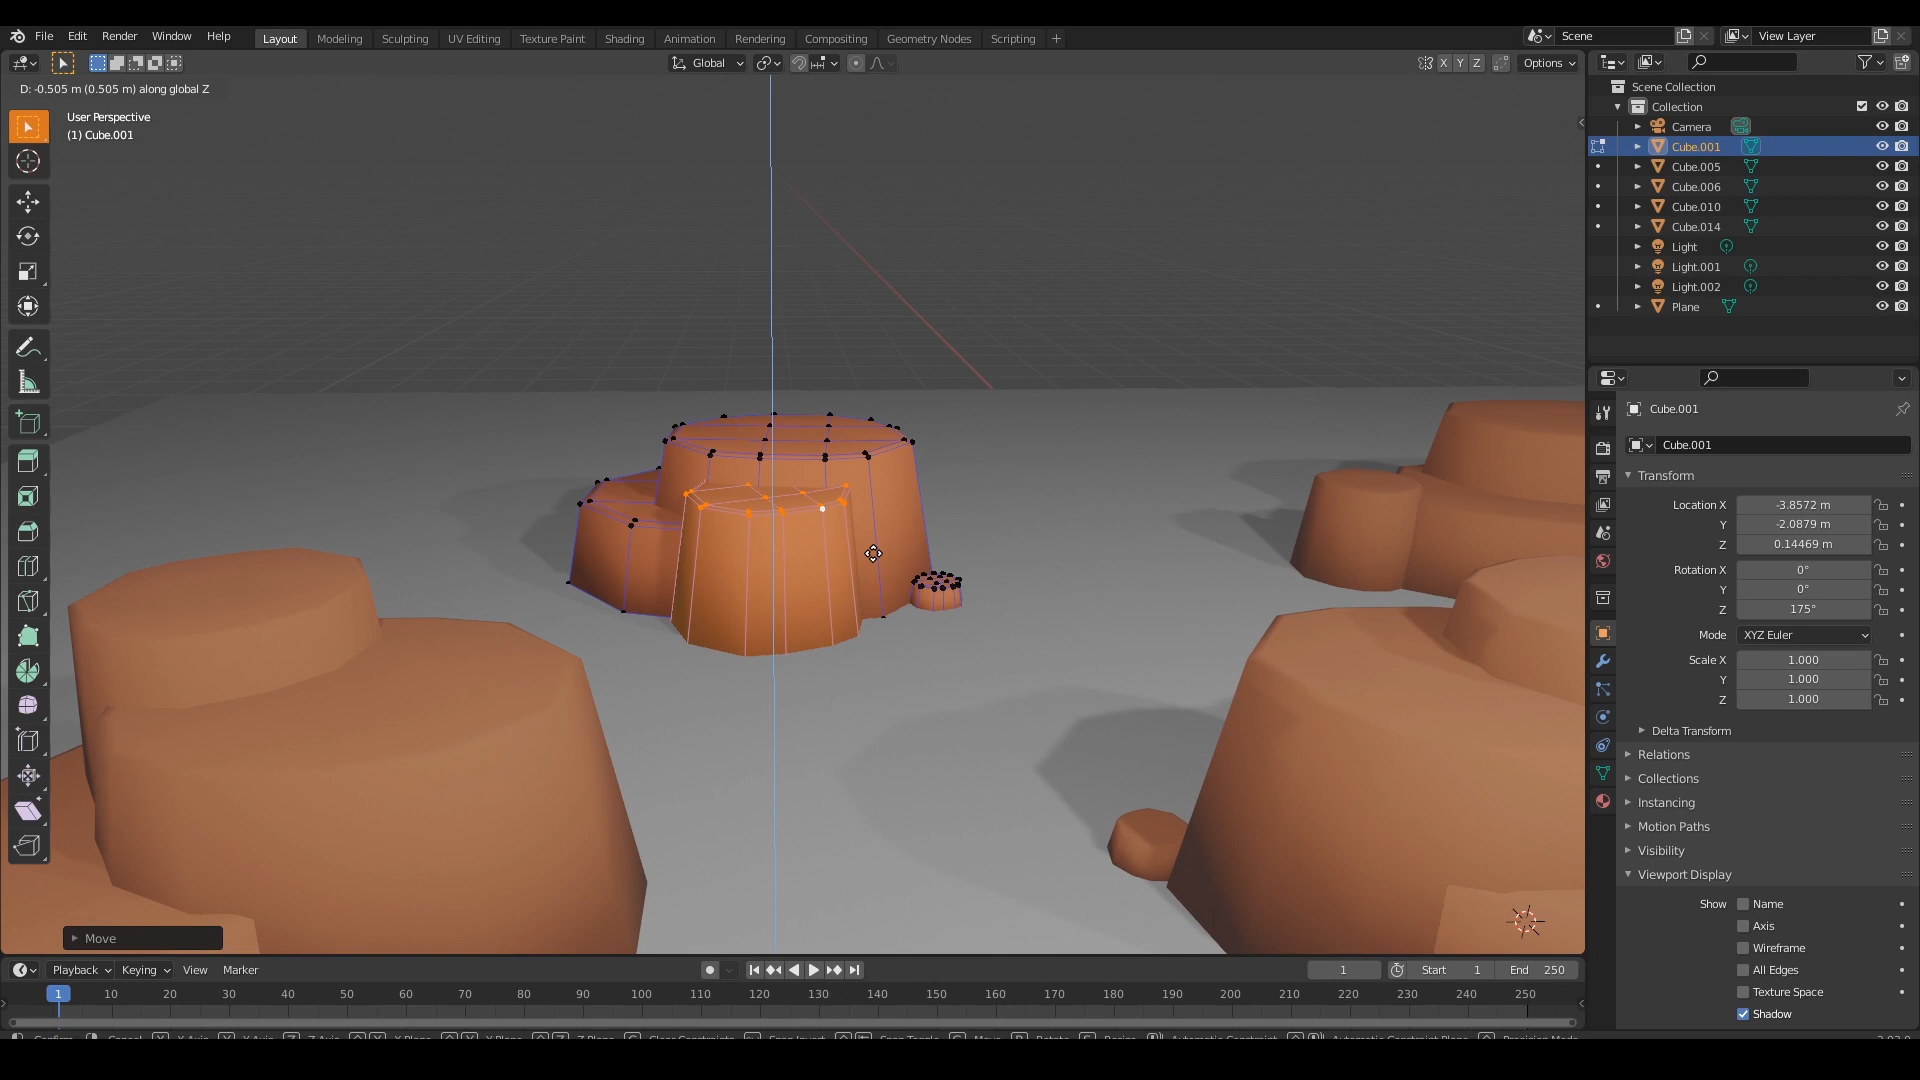 File Edit Render Window Help Layout Modeling Sculpting UV Editing Texture Paint Shading Animation Rendering Compositing Geometry Nodes Scripting + Scene View Layer
Global X Y Z Options
D: -0.505 m (0.505 m) along global Z
User Perspective
(1) Cube.001
Scene Collection
Collection
Camera
Cube.001
Cube.005
Cube.006
Cube.010
Cube.014
Light
Light.001
Light.002
Plane
Cube.001
Cube.001
Transform
Location X -3.8572 m
Y -2.0879 m
Z 0.14469 m
Rotation X 0°
Y 0°
Z 175°
Mode XYZ Euler
Scale X 1.000
Y 1.000
Z 1.000
Delta Transform
Relations
Collections
Instancing
Motion Paths
Visibility
Viewport Display
Show Name
Axis
Wireframe
All Edges
Texture Space
Shadow
Move
Playback Keying View Marker 1 Start 1 End 250
1 10 20 30 40 50 60 70 80 90 100 110 120 130 140 150 160 170 180 190 200 210 220 230 240 250